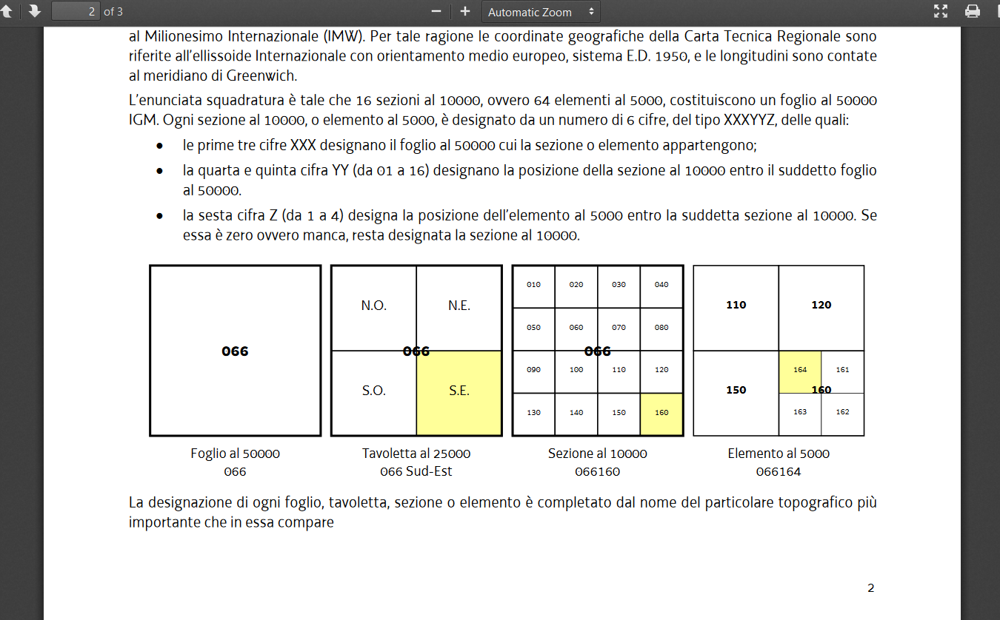 2 of 3 Automatic Zoom
al Milionesimo Internazionale (IMW). Per tale ragione le coordinate geografiche della Carta Tecnica Regionale sono
riferite all'ellissoide Internazionale con orientamento medio europeo, sistema E.D. 1950, e le longitudini sono contate
al meridiano di Greenwich.
L'enunciata squadratura è tale che 16 sezioni al 10000, ovvero 64 elementi al 5000, costituiscono un foglio al 50000
IGM. Ogni sezione al 10000, o elemento al 5000, è designato da un numero di 6 cifre, del tipo XXXYYZ, delle quali:
• le prime tre cifre XXX designano il foglio al 50000 cui la sezione o elemento appartengono;
• la quarta e quinta cifra YY (da 01 a 16) designano la posizione della sezione al 10000 entro il suddetto foglio
al 50000.
• la sesta cifra Z (da 1 a 4) designa la posizione dell'elemento al 5000 entro la suddetta sezione al 10000. Se
essa è zero ovvero manca, resta designata la sezione al 10000.
066
Foglio al 50000
066
N.O. N.E.
066
S.O. S.E.
Tavoletta al 25000
066 Sud-Est
010 020 030 040
050 060 070 080
066
090 100 110 120
130 140 150 160
Sezione al 10000
066160
110 120
164 161
150 160
163 162
Elemento al 5000
066164
La designazione di ogni foglio, tavoletta, sezione o elemento è completato dal nome del particolare topografico più
importante che in essa compare
2